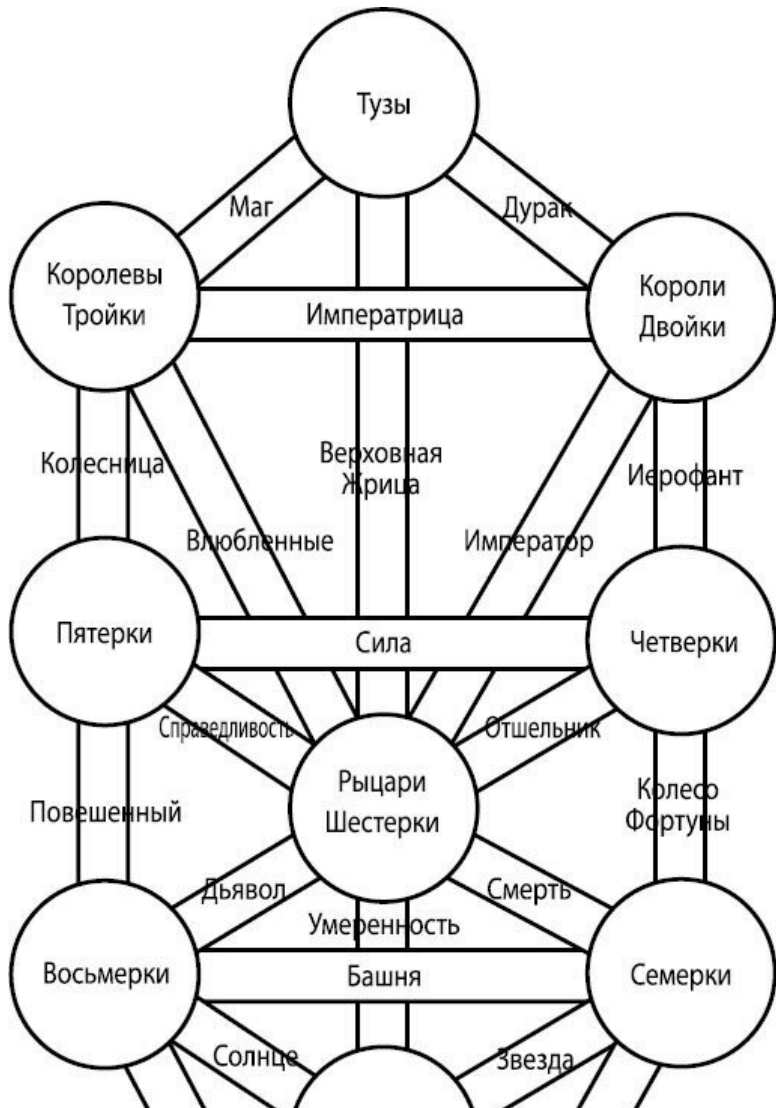 Тузы
Маг
Дурак
Королевы
Тройки
Короли
Двойки
Императрица
Колесница
Верховная
Жрица
Иерофант
Влюбленные
Император
Пятерки
Сила
Четверки
Справедливость
Отшельник
Рыцари
Шестерки
Повешенный
Колесо
Фортуны
Дьявол
Смерть
Умеренность
Восьмерки
Башня
Семерки
Солнце
Звезда